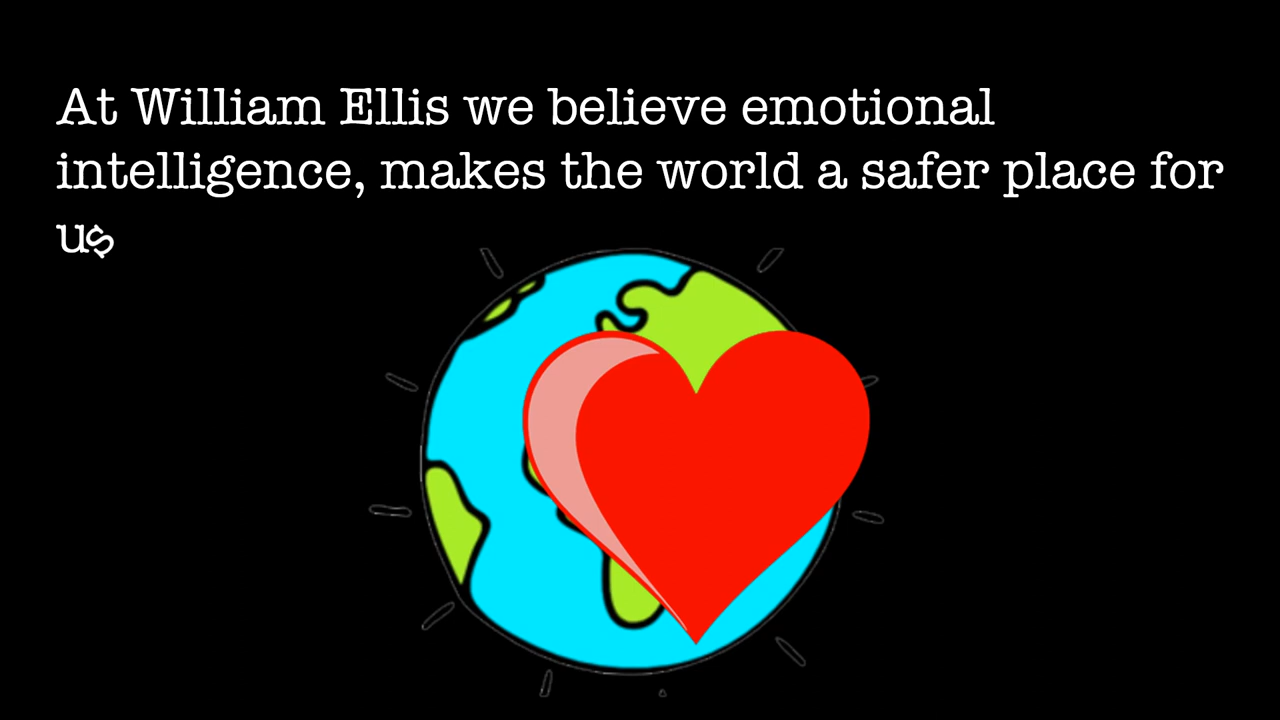 At William Ellis we believe emotional
intelligence, makes the world a safer place for
us